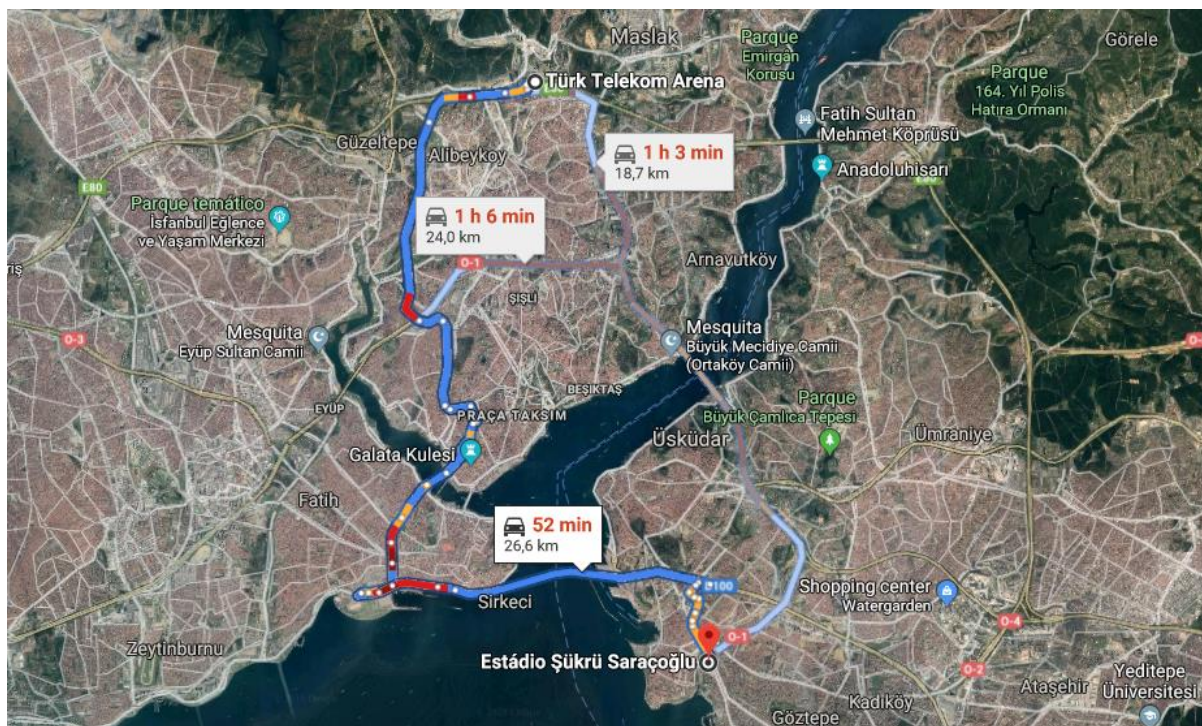 Maslak
Parque
Emirgan
Korusu
Görele
Türk Telekom Arena
Parque
164. Yıl Polis
Hatıra Ormanı
Güzeltepe
Alibeyköy
Fatih Sultan
Mehmet Köprüsü
1 h 3 min
18,7 km
Anadoluhisarı
E80
E80
Parque temático
İsfanbul Eğlence
ve Yaşam Merkezi
1 h 6 min
24,0 km
O-1
Arnavutköy
ŞIŞLI
O-3
Mesquita
Eyüp Sultan Camii
Mesquita
Büyük Mecidiye Camii
(Ortaköy Camii)
BEŞIKTAŞ
EYÜP
PRAÇA TAKSIM
Parque
Büyük Çamlıca Tepesi
Üsküdar
Ümraniye
Galata Kulesi
Fatih
52 min
26,6 km
Sirkeci
Shopping center
Watergarden
O-4
O-1
Zeytinburnu
Estádio Şükrü Saraçoğlu
O-2
Kadıköy
Ataşehir
Yeditepe
Üniversitesi
Göztepe